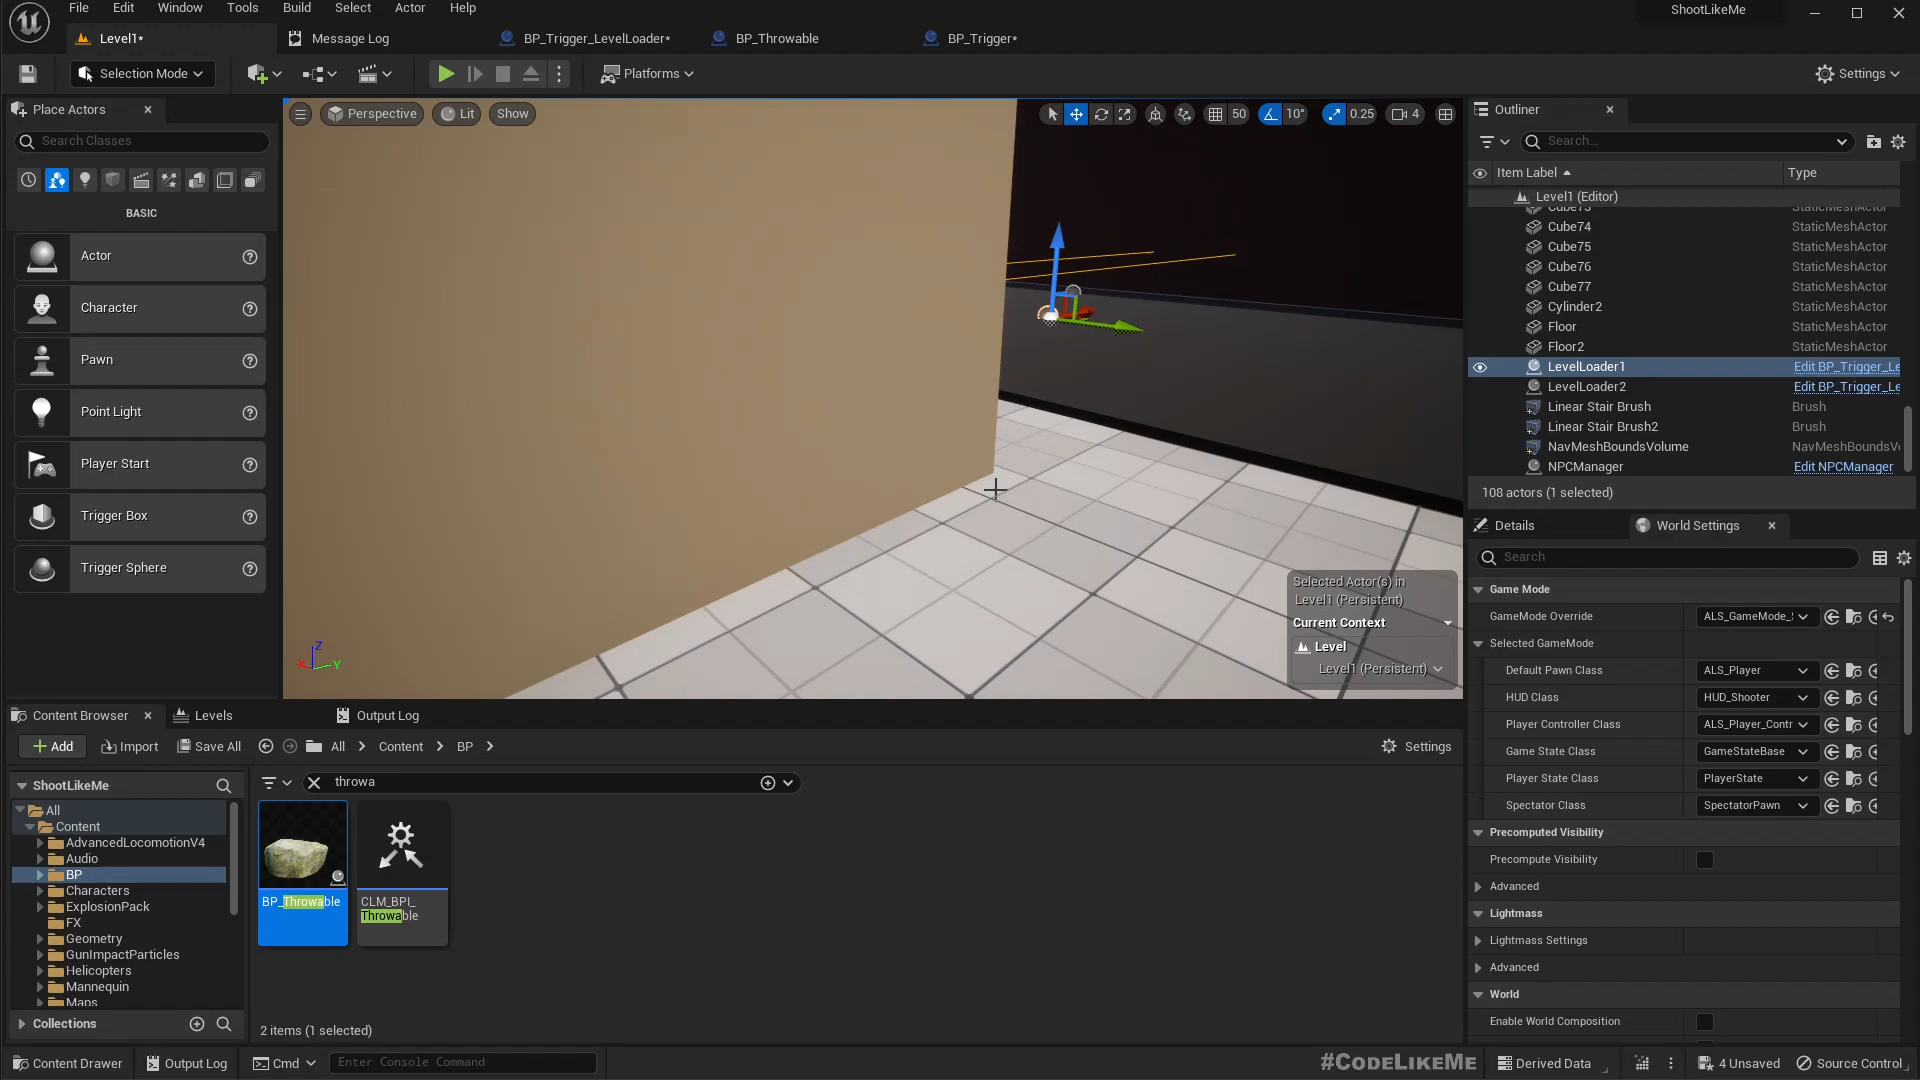 File Edit Window Tools Build Select Actor Help
ShootLikeMe
Level1*
Message Log
BP_Trigger_LevelLoader*
BP_Throwable
BP_Trigger*
Selection Mode
Platforms
Settings
Place Actors
Search Classes
BASIC
Actor
Character
Pawn
Point Light
Player Start
Trigger Box
Trigger Sphere
Perspective
Lit
Show
50
10°
0.25
4
Z
X
Y
Selected Actor(s) in
Level1 (Persistent)
Current Context
Level
Level1 (Persistent)
Outliner
Search...
Item Label
Type
Level1 (Editor)
Cube73 StaticMeshActor
Cube74 StaticMeshActor
Cube75 StaticMeshActor
Cube76 StaticMeshActor
Cube77 StaticMeshActor
Cylinder2 StaticMeshActor
Floor StaticMeshActor
Floor2 StaticMeshActor
LevelLoader1 Edit BP_Trigger_Le
LevelLoader2 Edit BP_Trigger_Le
Linear Stair Brush Brush
Linear Stair Brush2 Brush
NavMeshBoundsVolume NavMeshBoundsV
NPCManager Edit NPCManager
108 actors (1 selected)
Details
World Settings
Search
Game Mode
GameMode Override ALS_GameMode_
Selected GameMode
Default Pawn Class ALS_Player
HUD Class HUD_Shooter
Player Controller Class ALS_Player_Contr
Game State Class GameStateBase
Player State Class PlayerState
Spectator Class SpectatorPawn
Precomputed Visibility
Precompute Visibility
Advanced
Lightmass
Lightmass Settings
Advanced
World
Enable World Composition
Content Browser
Levels
Output Log
Add
Import
Save All
All
Content
BP
Settings
ShootLikeMe
All
Content
AdvancedLocomotionV4
Audio
BP
Characters
ExplosionPack
FX
Geometry
GunImpactParticles
Helicopters
Mannequin
Maps
Collections
throwa
BP_Throwable
CLM_BPI_
Throwable
2 items (1 selected)
Content Drawer
Output Log
Cmd
Enter Console Command
#CODELIKEME
Derived Data
4 Unsaved
Source Control